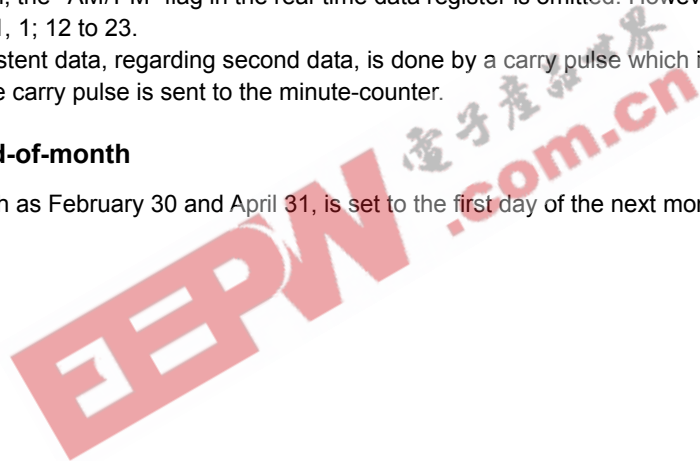 the "AM/PM" flag in the real-time data register is omitted. Howev
1, 1; 12 to 23.
stent data, regarding second data, is done by a carry pulse which i
e carry pulse is sent to the minute-counter.
d-of-month
h as February 30 and April 31, is set to the first day of the next mo
EEPW
電子產品世界
.com.cn